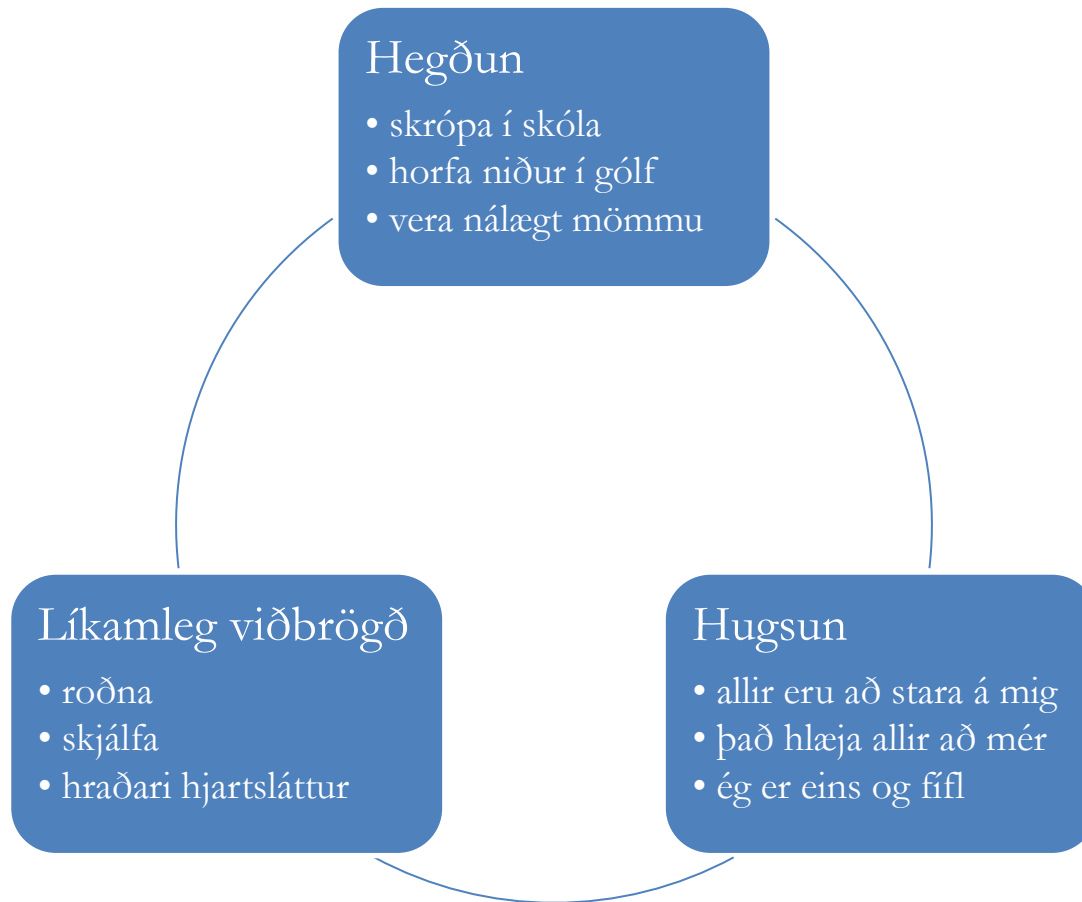 Hegðun
• skrópa í skóla
• horfa niður í gólf
• vera nálægt mömmu
Líkamleg viðbrögð
• roðna
• skjálfa
• hraðari hjartsláttur
Hugsun
• allir eru að stara á mig
• það hlæja allir að mér
• ég er eins og fífl